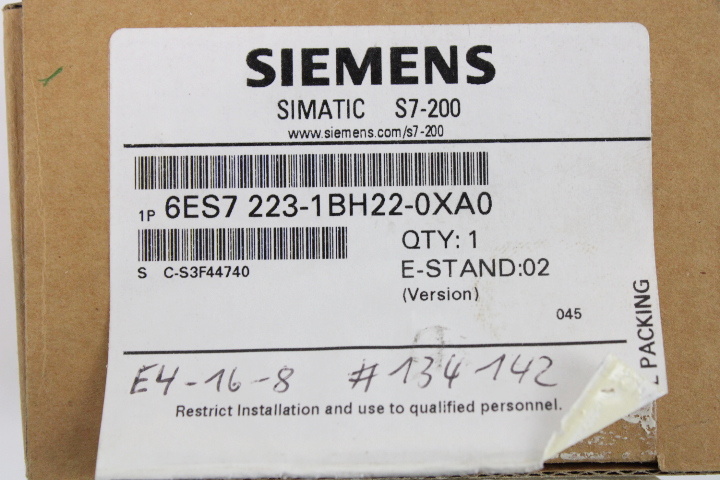 SIEMENS
SIMATIC S7-200
www.siemens.com/s7-200
1P 6ES7 223-1BH22-0XA0
QTY: 1
S C-S3F44740
E-STAND:02
(Version)
045
PACKING
E4-16-8 #134142
Restrict Installation and use to qualified personnel.